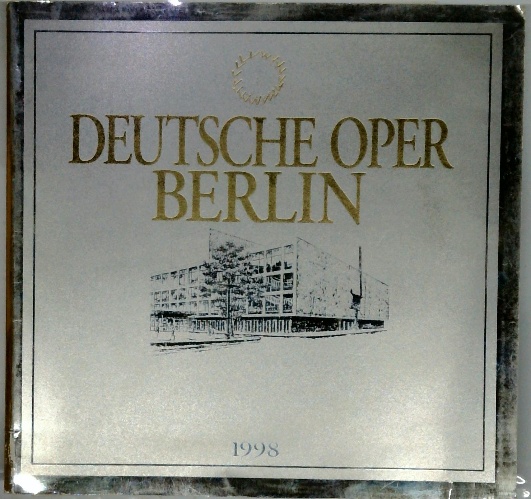 DEUTSCHE OPER
BERLIN
1998